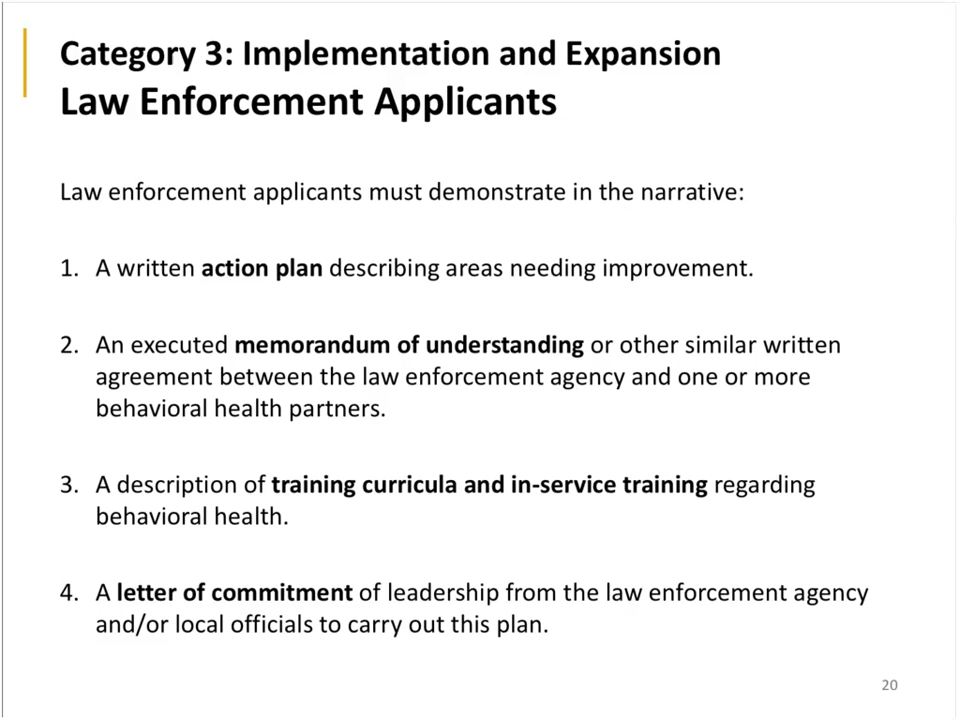 Category 3: Implementation and Expansion
Law Enforcement Applicants
Law enforcement applicants must demonstrate in the narrative:
1. A written action plan describing areas needing improvement.
2. An executed memorandum of understanding or other similar written
agreement between the law enforcement agency and one or more
behavioral health partners.
3. A description of training curricula and in-service training regarding
behavioral health.
4. A letter of commitment of leadership from the law enforcement agency
and/or local officials to carry out this plan.
20